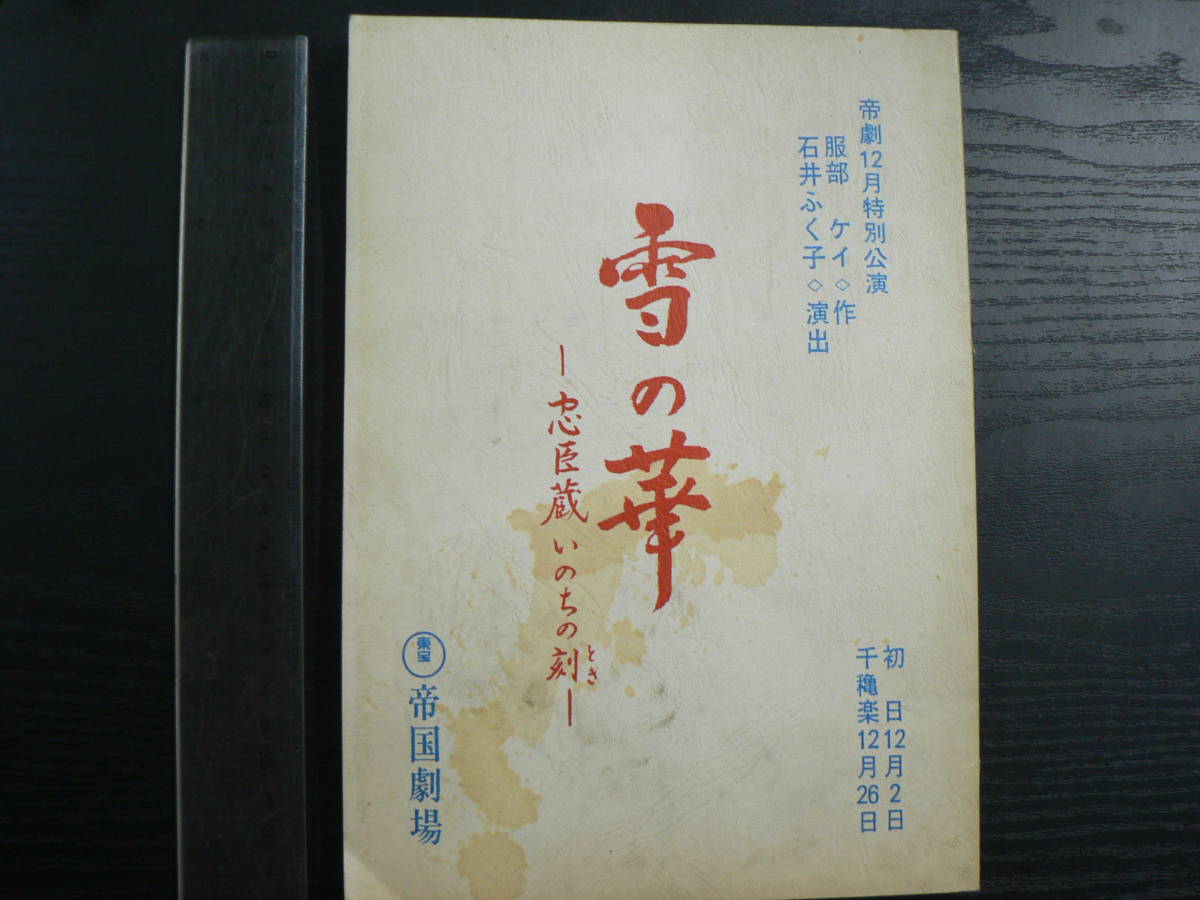 帝劇12月特別公演
服部 ケイ◇作
石井ふく子◇演出
雪の華
―忠臣蔵いのちの刻―
とき
初 日12月2日
千穐楽12月26日
東宝
帝国劇場